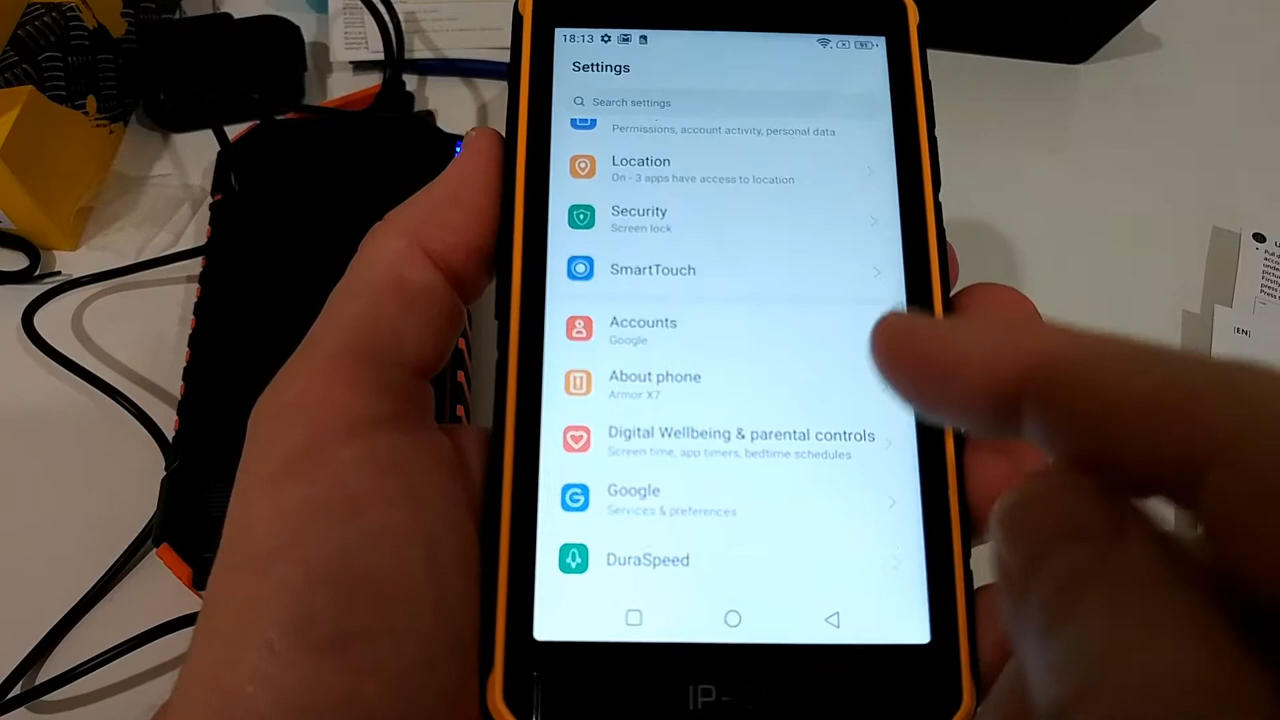 18:13
Settings
Search settings
Permissions, account activity, personal data
Location
On - 3 apps have access to location
Security
Screen lock
SmartTouch
Accounts
Google
About phone
Armor X7
Digital Wellbeing & parental controls
Screen time, app timers, bedtime schedules
Google
Services & preferences
DuraSpeed
IP-
[EN]